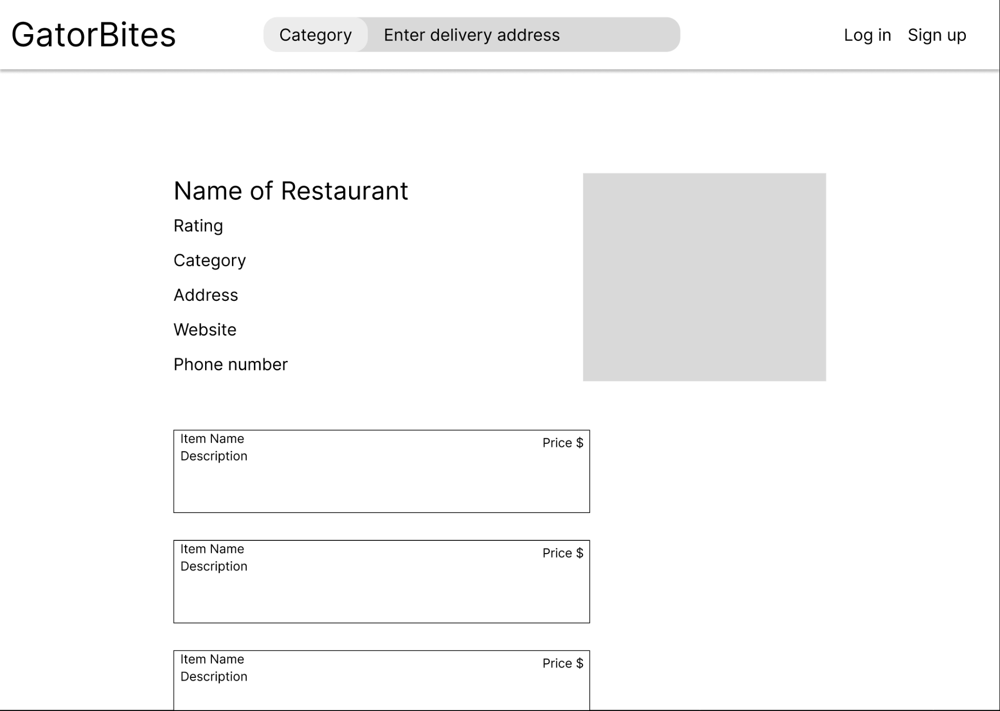 GatorBites
Category
Enter delivery address
Log in
Sign up
Name of Restaurant
Rating
Category
Address
Website
Phone number
Item Name
Price $
Description
Item Name
Price $
Description
Item Name
Price $
Description